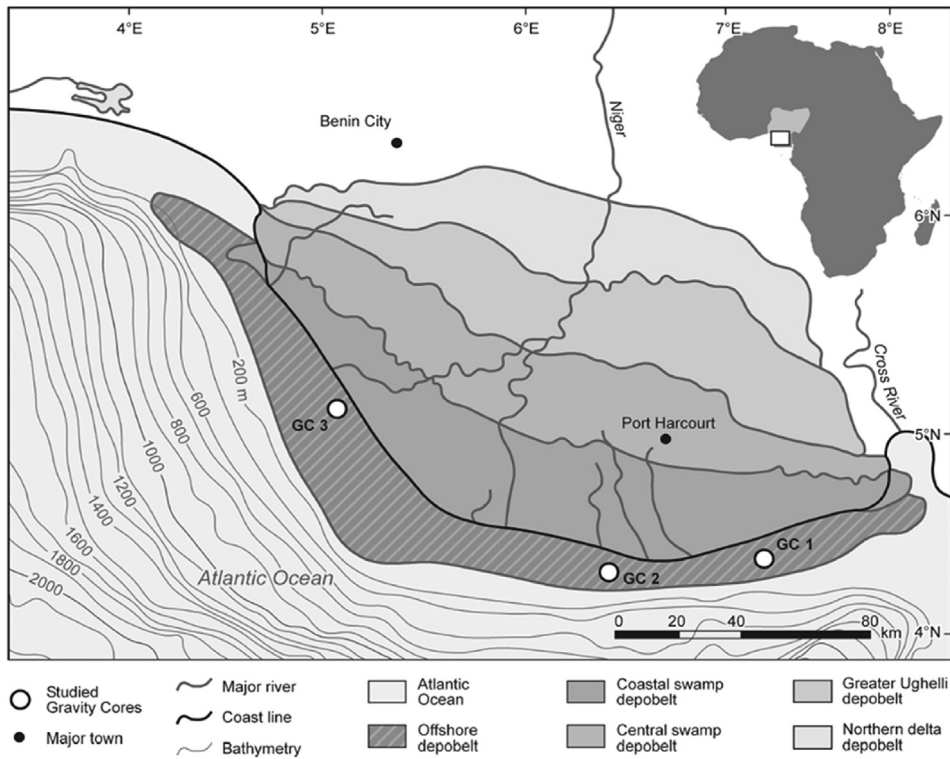 4°E
5°E
6°E
7°E
8°E
Benin City
Niger
6°N
Cross River
200 m
600
800
1000
1200
1400
1600
1800
2000
GC 3
Port Harcourt
5°N
Atlantic Ocean
GC 2
GC 1
0 20 40 80
km
4°N
Studied
Gravity Cores
Major town
Major river
Coast line
Bathymetry
Atlantic
Ocean
Offshore
depobelt
Coastal swamp
depobelt
Central swamp
depobelt
Greater Ughelli
depobelt
Northern delta
depobelt